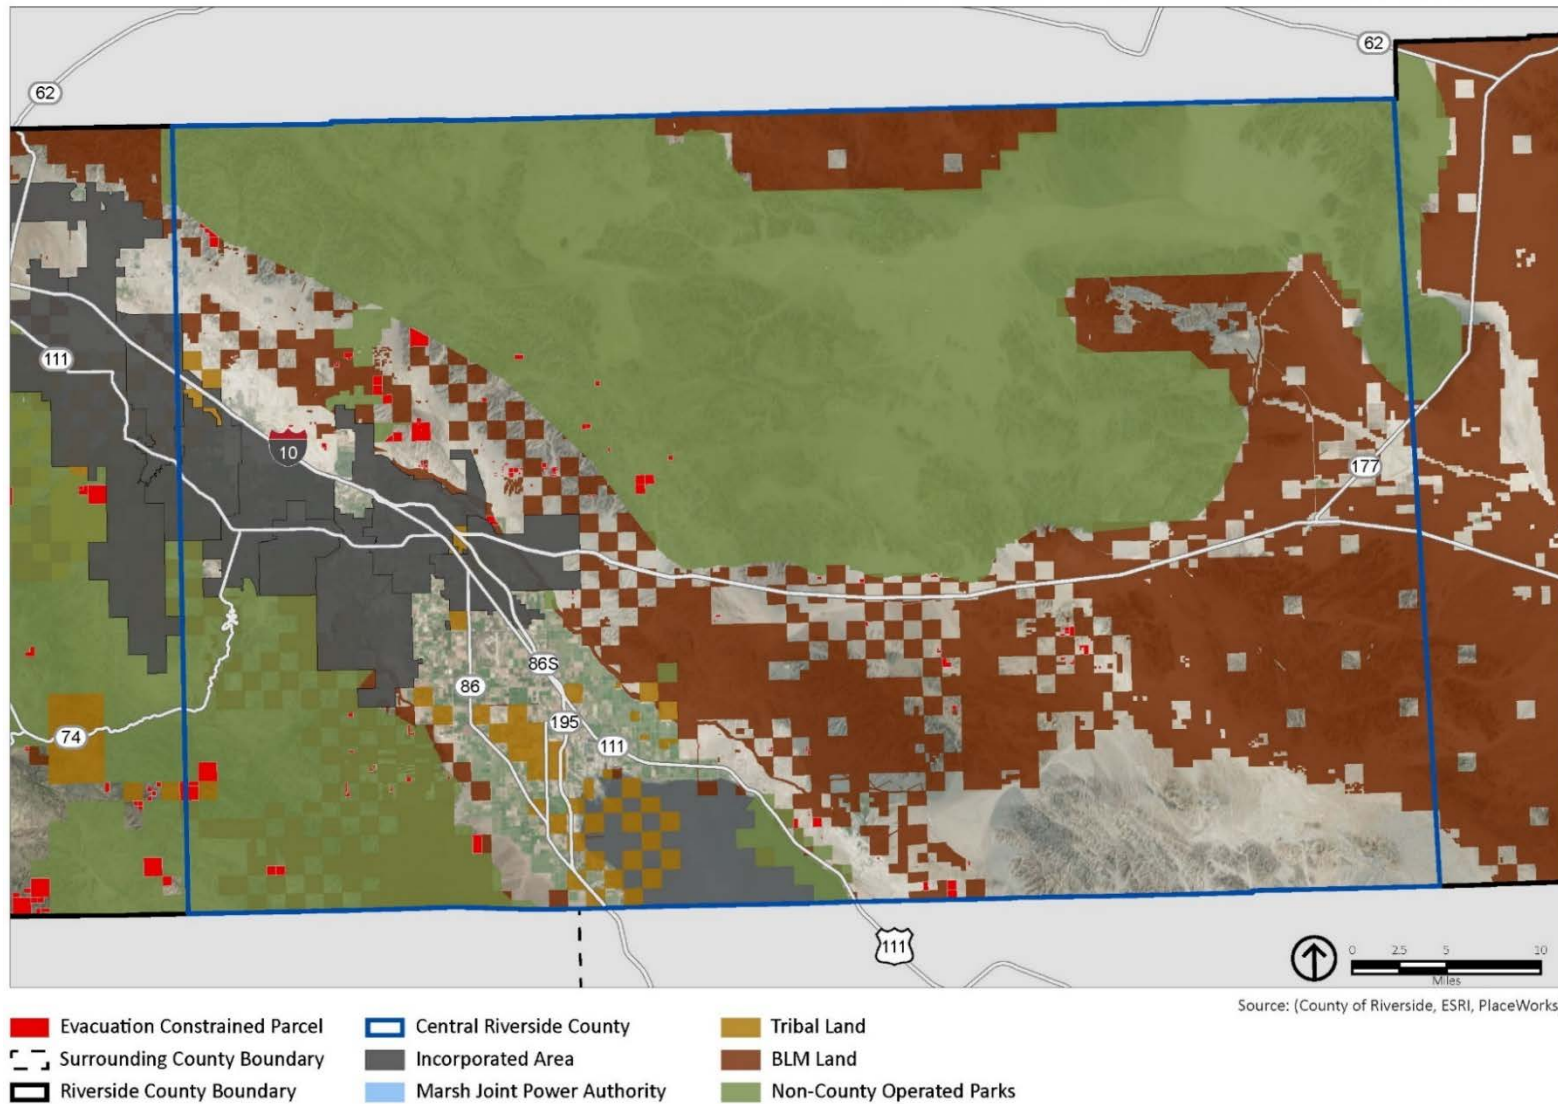 62
62
111
10
177
86S
86
195
111
74
111
0 2.5 5 10
Miles
Source: (County of Riverside, ESRI, PlaceWorks
Evacuation Constrained Parcel
Central Riverside County
Tribal Land
Surrounding County Boundary
Incorporated Area
BLM Land
Riverside County Boundary
Marsh Joint Power Authority
Non-County Operated Parks